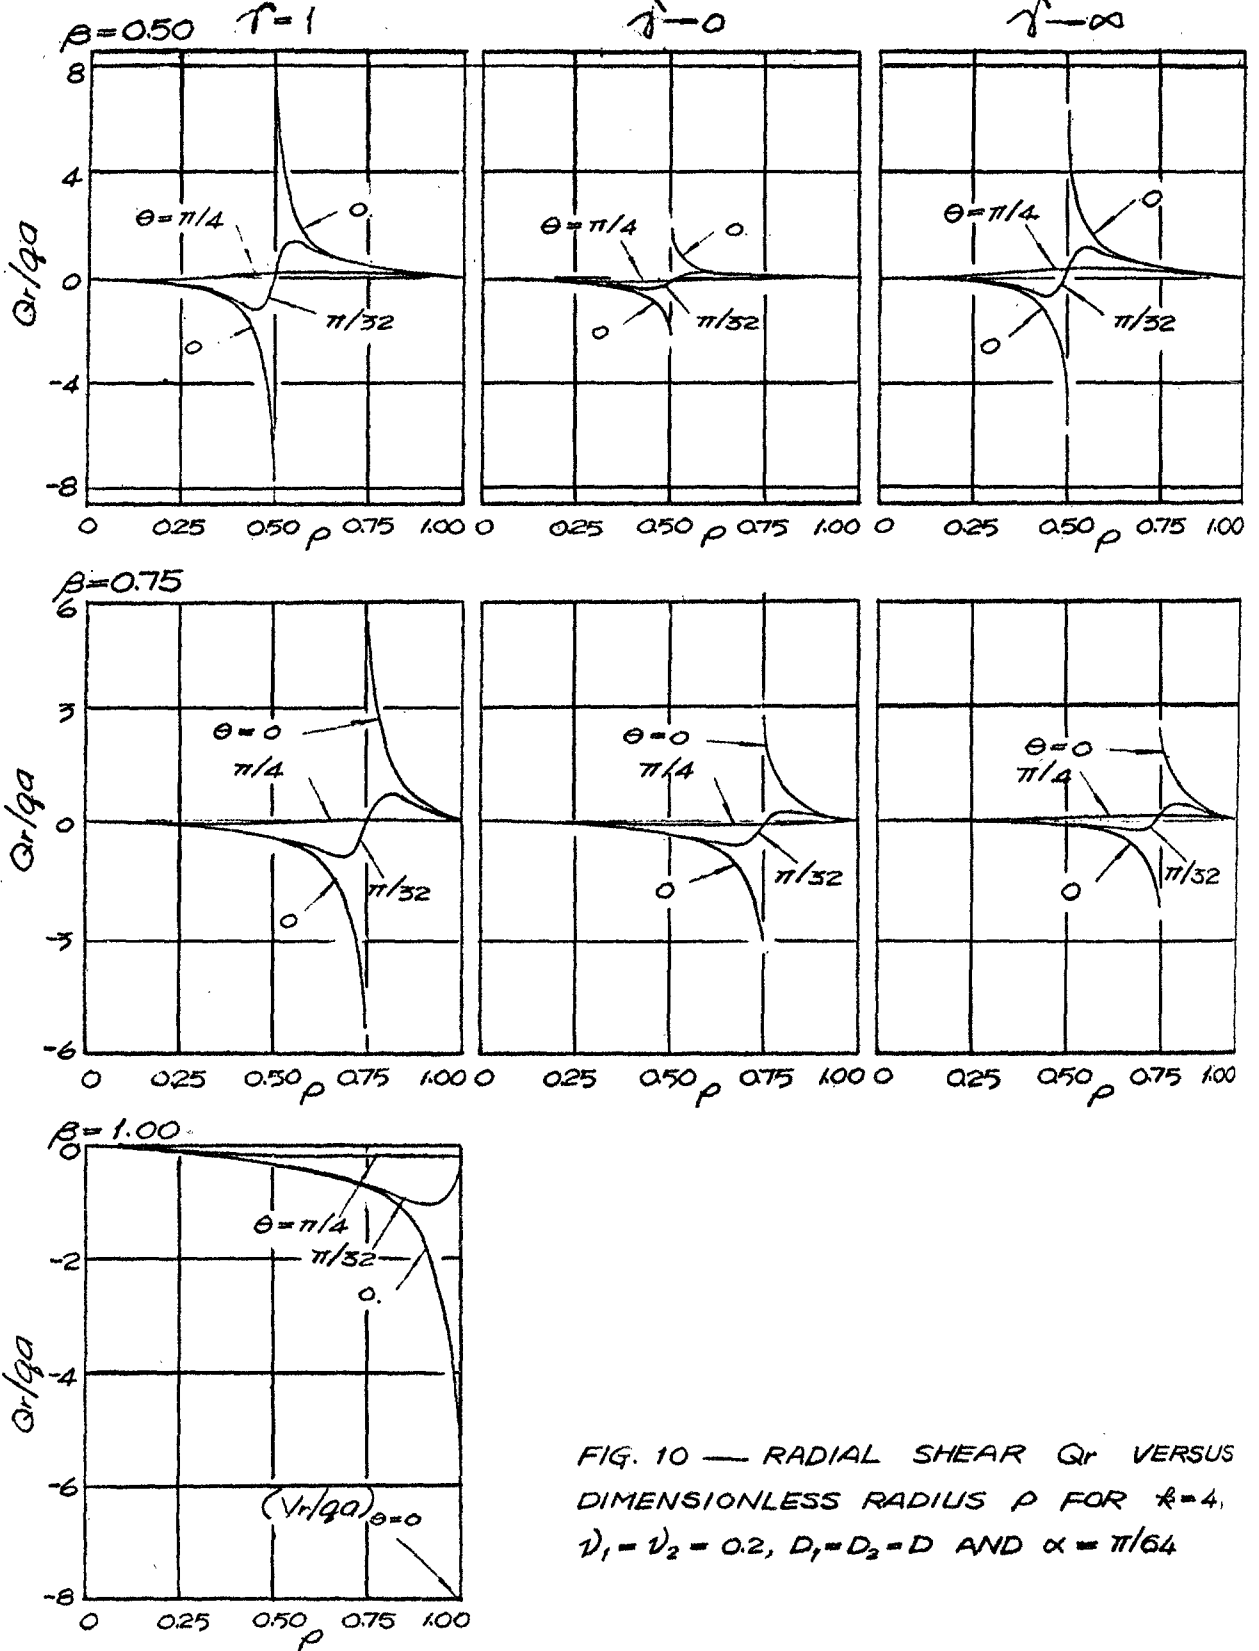 β=0.50 γ=1 γ→0 γ→∞
8
4
0
-4
-8
Qr/qa
θ=π/4 0
0 π/32
θ=π/4 0
0 π/32
θ=π/4 0
0 π/32
0 0.25 0.50 ρ 0.75 1.00 0 0.25 0.50 ρ 0.75 1.00 0 0.25 0.50 ρ 0.75 1.00
β=0.75
6
3
0
-3
-6
Qr/qa
θ=0
π/4
π/32
0
θ=0
π/4
π/32
0
θ=0
π/4
π/32
0
0 0.25 0.50 ρ 0.75 1.00 0 0.25 0.50 ρ 0.75 1.00 0 0.25 0.50 ρ 0.75 1.00
β=1.00
0
-2
-4
-6
-8
Qr/qa
θ=π/4
π/32
0.
(Vr/qa)θ=0
0 0.25 0.50 ρ 0.75 1.00
FIG. 10 — RADIAL SHEAR Qr VERSUS
DIMENSIONLESS RADIUS ρ FOR k=4,
ν₁=ν₂=0.2, D₁=D₂=D AND α=π/64